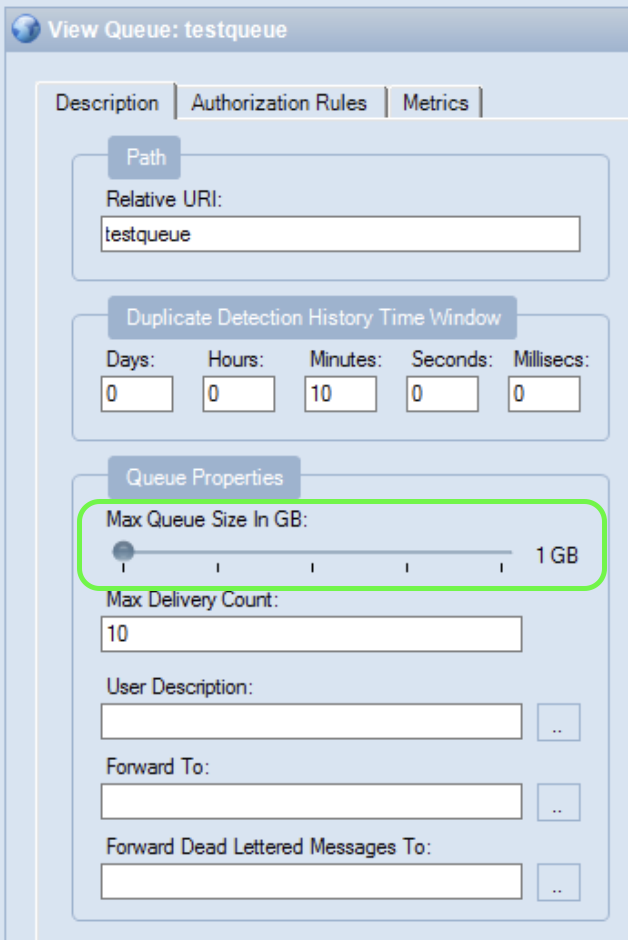 View Queue: testqueue
Description Authorization Rules Metrics
Path
Relative URI:
testqueue
Duplicate Detection History Time Window
Days: Hours: Minutes: Seconds: Millisecs:
0 0 10 0 0
Queue Properties
Max Queue Size In GB:
1 GB
Max Delivery Count:
10
User Description:
..
Forward To:
..
Forward Dead Lettered Messages To:
..